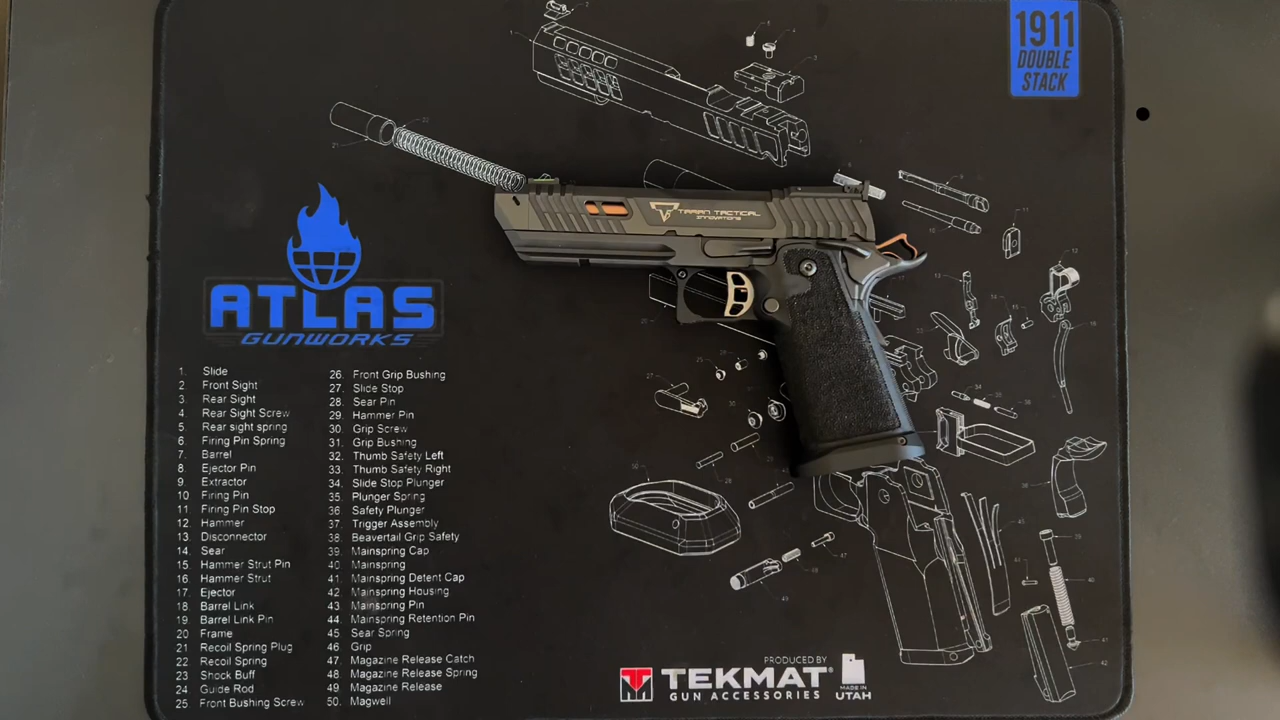 1911
DOUBLE
STACK
TARAN TACTICAL
INNOVATIONS
ATLAS
GUNWORKS
1. Slide
2 Front Sight
3. Rear Sight
4. Rear Sight Screw
5. Rear sight spring
6. Firing Pin Spring
7. Barrel
8. Ejector Pin
9. Extractor
10 Firing Pin
11. Firing Pin Stop
12. Hammer
13. Disconnector
14. Sear
15 Hammer Strut Pin
16 Hammer Strut
17. Ejector
18 Barrel Link
19. Barrel Link Pin
20 Frame
21 Recoil Spring Plug
22 Recoil Spring
23 Shock Buff
24 Guide Rod
25 Front Bushing Screw
26. Front Grip Bushing
27. Slide Stop
28. Sear Pin
29. Hammer Pin
30. Grip Screw
31. Grip Bushing
32. Thumb Safety Left
33. Thumb Safety Right
34. Slide Stop Plunger
35. Plunger Spring
36 Safety Plunger
37. Trigger Assembly
38. Beavertail Grip Safety
39. Mainspring Cap
40 Mainspring
41. Mainspring Detent Cap
42 Mainspring Housing
43 Mainspring Pin
44. Mainspring Retention Pin
45 Sear Spring
46 Grip
47. Magazine Release Catch
48 Magazine Release Spring
49 Magazine Release
50. Magwell
PRODUCED BY
TEKMAT®
GUN ACCESSORIES
MADE IN
UTAH